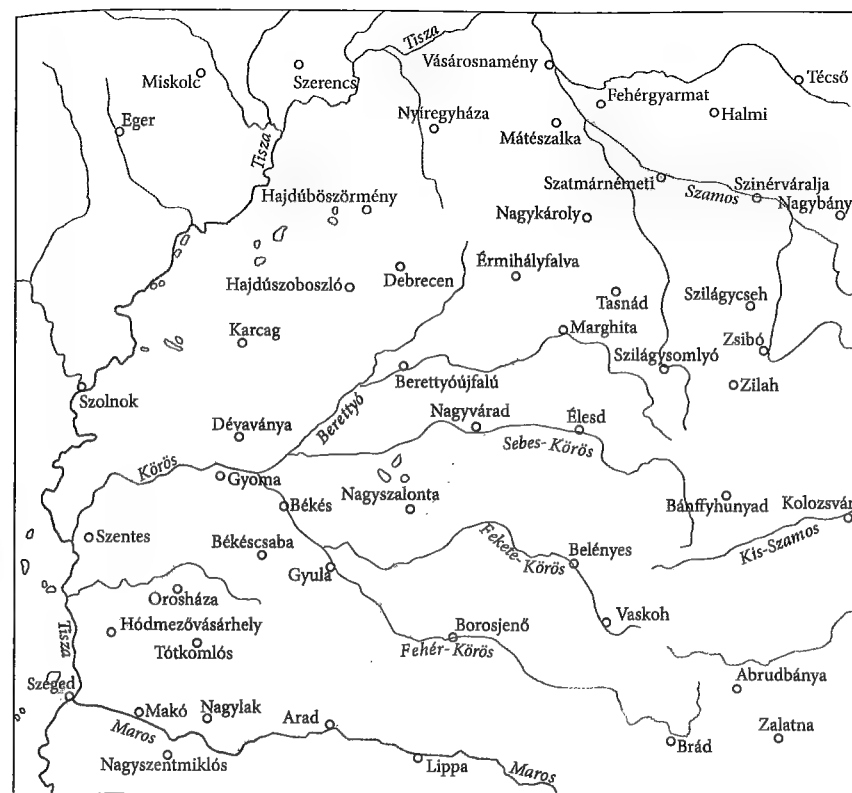 Tisza
Vásárosnamény
Miskolc
Szerencs
Técső
Fehérgyarmat
Halmi
Eger
Nyíregyháza
Mátészalka
Tisza
Szatmárnémeti
Szamos
Szinérváralja
Hajdúböszörmény
Nagybány
Nagykároly
Érmihályfalva
Debrecen
Hajdúszoboszló
Tasnád
Szilágycseh
Karcag
Marghita
Zsibó
Szilágysomlyó
Berettyóújfalú
Zilah
Szolnok
Berettyó
Nagyvárad
Élesd
Dévaványa
Sebes-Körös
Körös
Gyoma
Nagyszalonta
Bánffyhunyad
Kolozsvár
Békés
Szentes
Békéscsaba
Fekete-Körös
Belényes
Kis-Szamos
Gyula
Orosháza
Vaskoh
Tisza
Hódmezővásárhely
Borosjenő
Tótkomlós
Fehér-Körös
Abrudbánya
Szeged
Makó
Nagylak
Arad
Maros
Zalatna
Brád
Nagyszentmiklós
Lippa
Maros